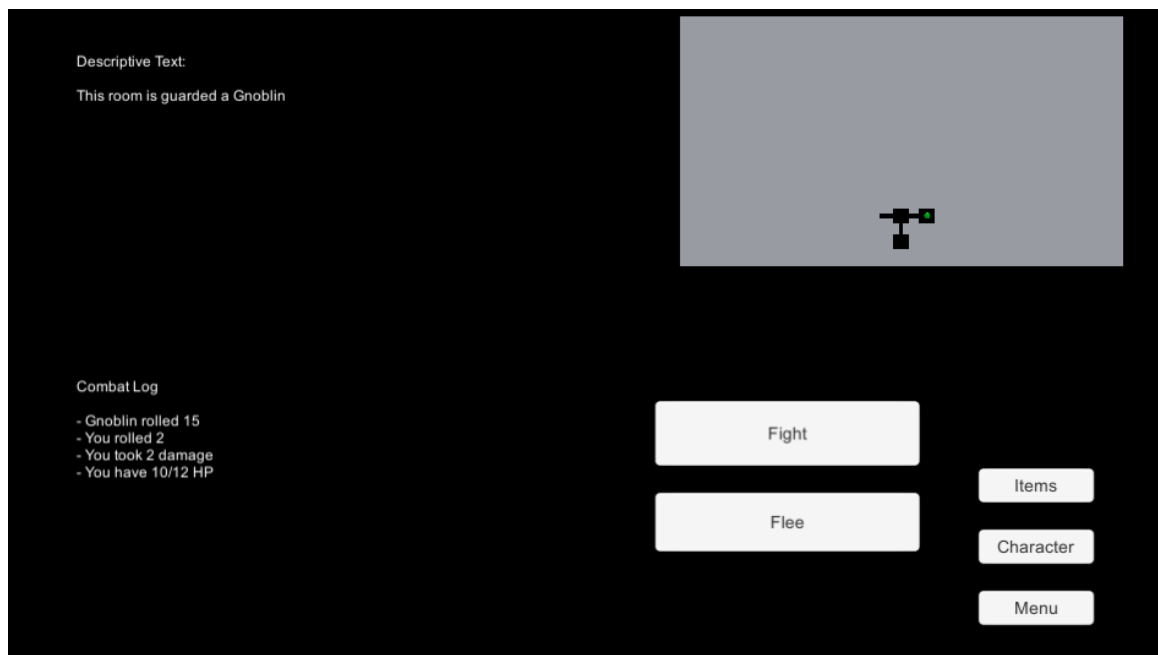 Descriptive Text:
This room is guarded a Gnoblin
Combat Log
- Gnoblin rolled 15
- You rolled 2
- You took 2 damage
- You have 10/12 HP
Fight
Flee
Items
Character
Menu